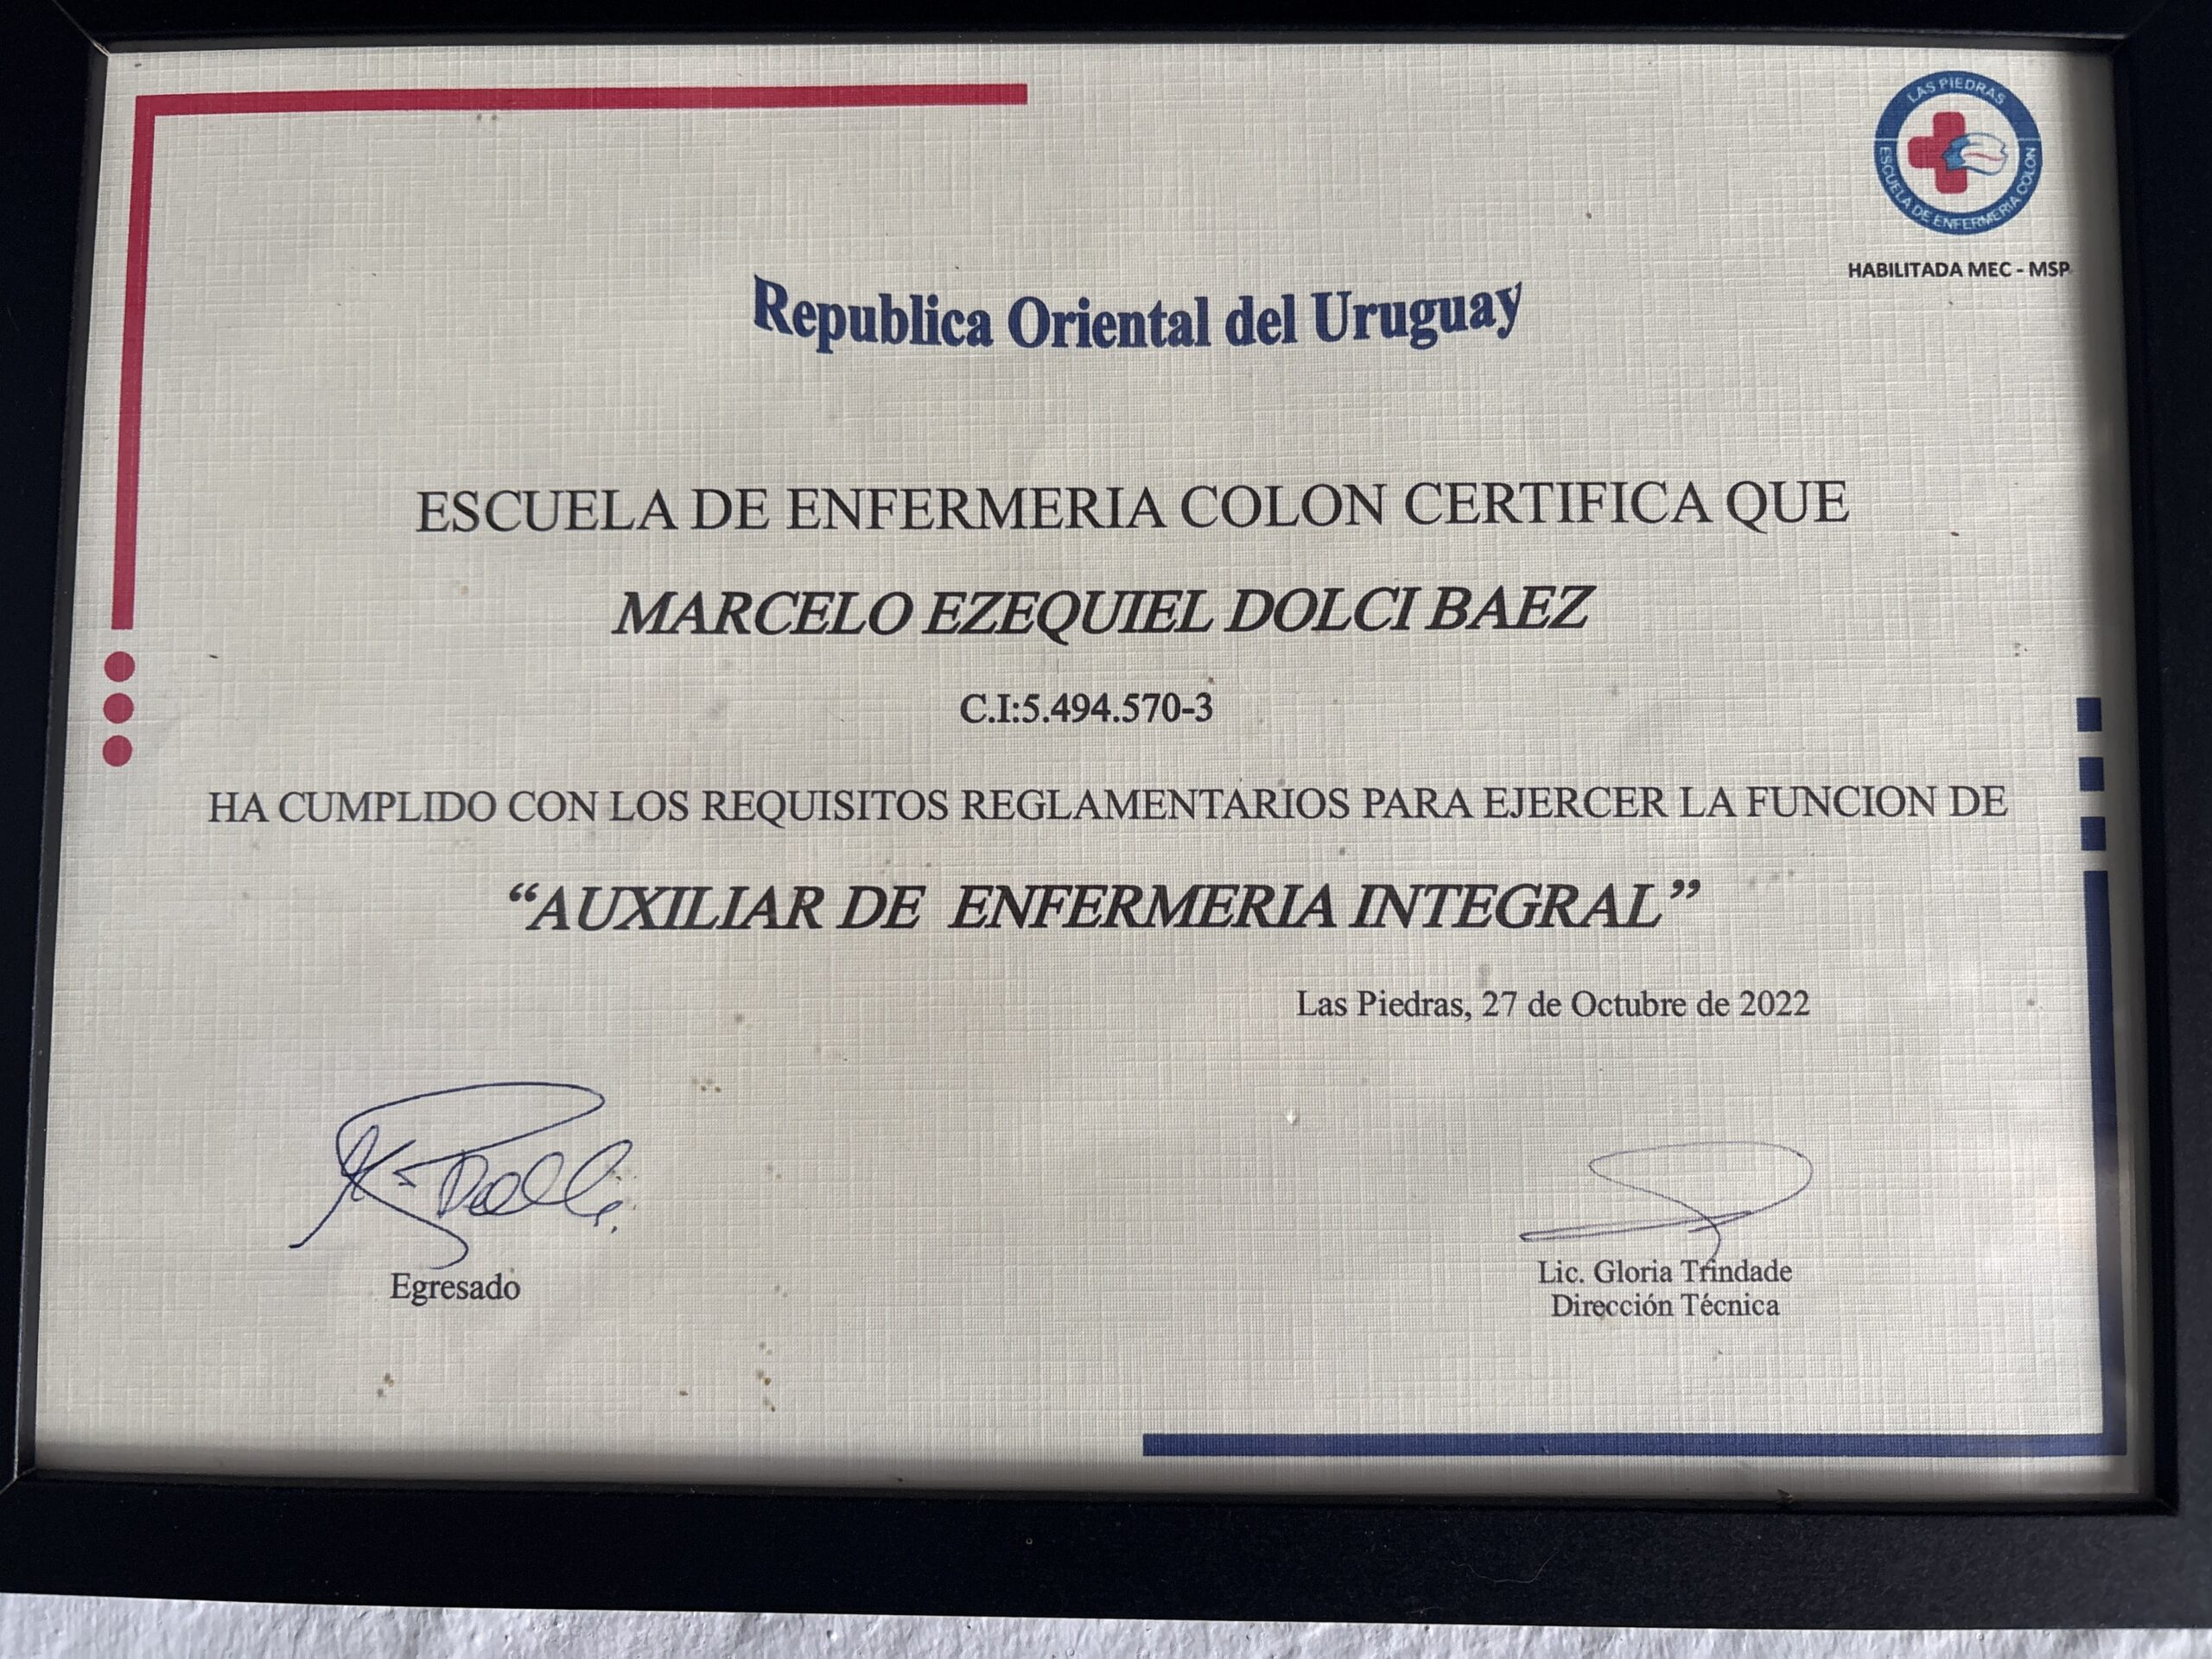 LAS PIEDRAS
ESCUELA DE ENFERMERIA COLON
HABILITADA MEC - MSP
Republica Oriental del Uruguay
ESCUELA DE ENFERMERIA COLON CERTIFICA QUE
MARCELO EZEQUIEL DOLCI BAEZ
C.I:5.494.570-3
HA CUMPLIDO CON LOS REQUISITOS REGLAMENTARIOS PARA EJERCER LA FUNCION DE
“AUXILIAR DE ENFERMERIA INTEGRAL”
Las Piedras, 27 de Octubre de 2022
Egresado
Lic. Gloria Trindade
Dirección Técnica